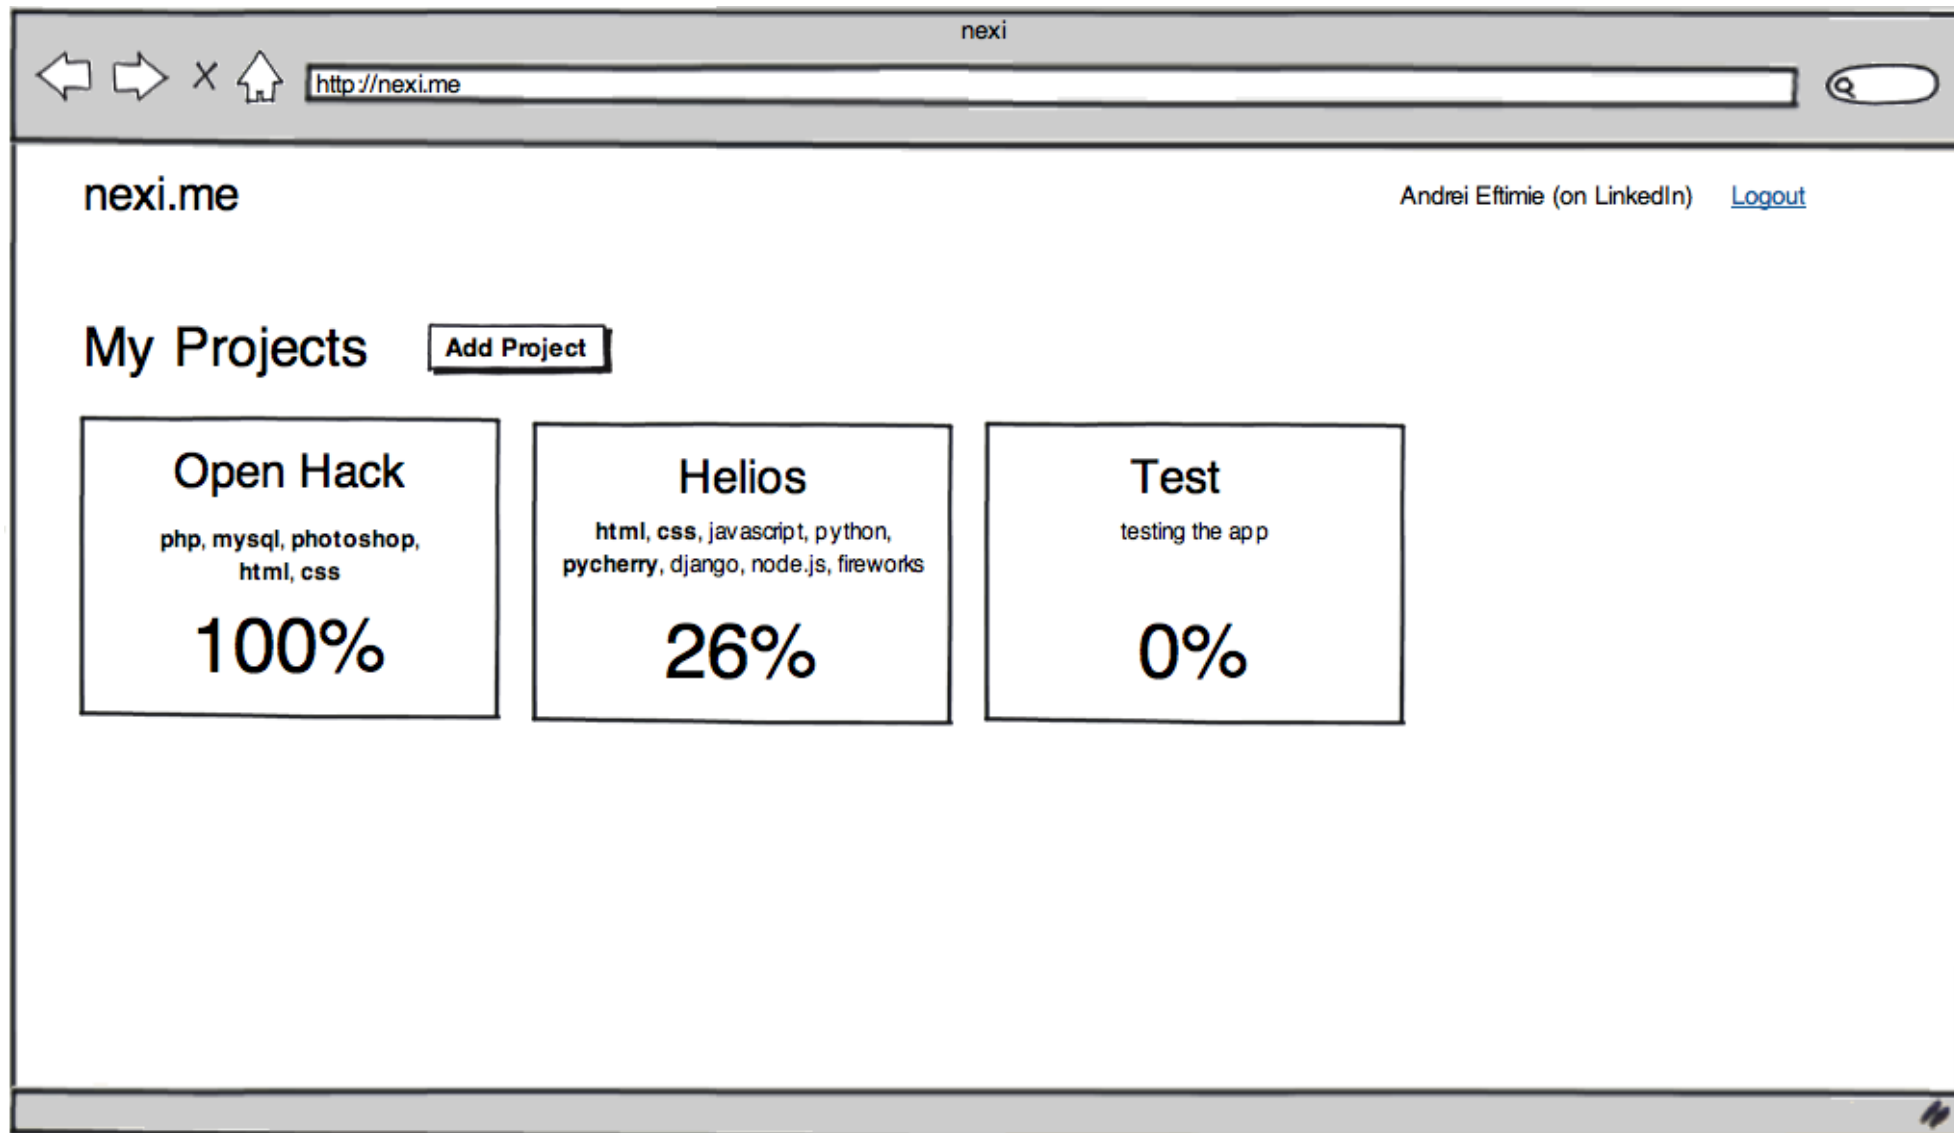 nexi
http://nexi.me
nexi.me
Andrei Eftimie (on LinkedIn) Logout
My Projects
Add Project
Open Hack
php, mysql, photoshop,
html, css
100%
Helios
html, css, javascript, python,
pycherry, django, node.js, fireworks
26%
Test
testing the app
0%